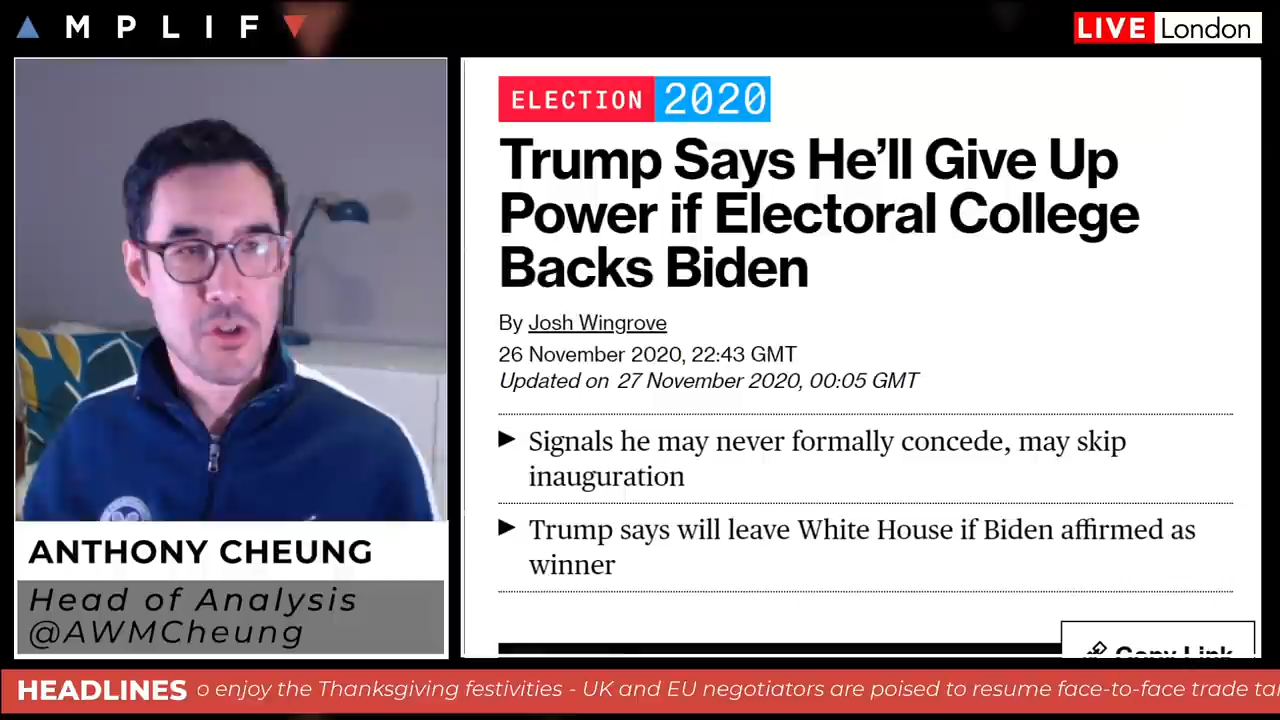 AMPLIFY
LIVE London
ELECTION 2020
Trump Says He’ll Give Up
Power if Electoral College
Backs Biden
By Josh Wingrove
26 November 2020, 22:43 GMT
Updated on 27 November 2020, 00:05 GMT
Signals he may never formally concede, may skip
inauguration
Trump says will leave White House if Biden affirmed as
winner
Copy Link
ANTHONY CHEUNG
Head of Analysis
@AWMCheung
HEADLINES o enjoy the Thanksgiving festivities - UK and EU negotiators are poised to resume face-to-face trade tal